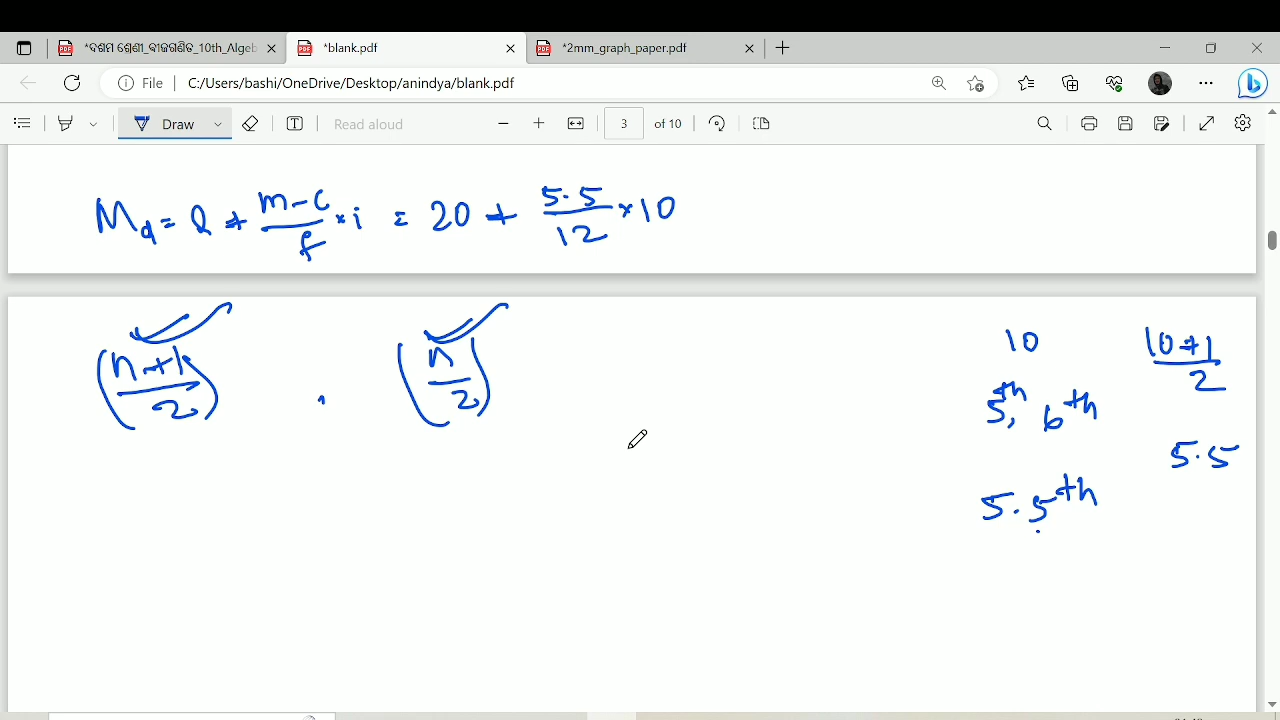 *ଦଶମ ଶ୍ରେଣୀ_ବୀଜଗଣିତ_10th_Algeb
*blank.pdf
*2mm_graph_paper.pdf
File
C:/Users/bashi/OneDrive/Desktop/anindya/blank.pdf
Draw
Read aloud
3 of 10
Md = l + (m-c)/f × i = 20 + 5.5/12 × 10
((n+1)/2) , (n/2)
10
(10+1)/2
5th, 6th
5.5
5.5th